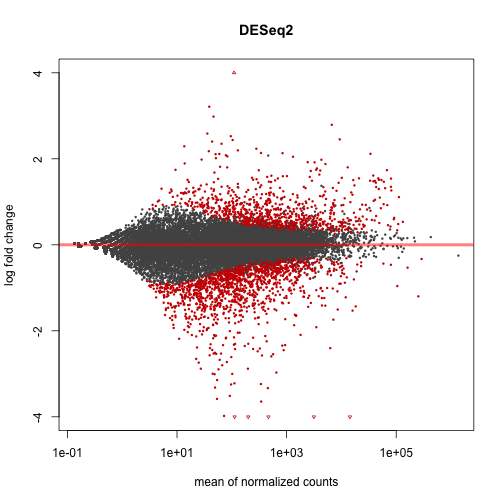 DESeq2
log fold change
4
2
0
-2
-4
1e-01
1e+01
1e+03
1e+05
mean of normalized counts